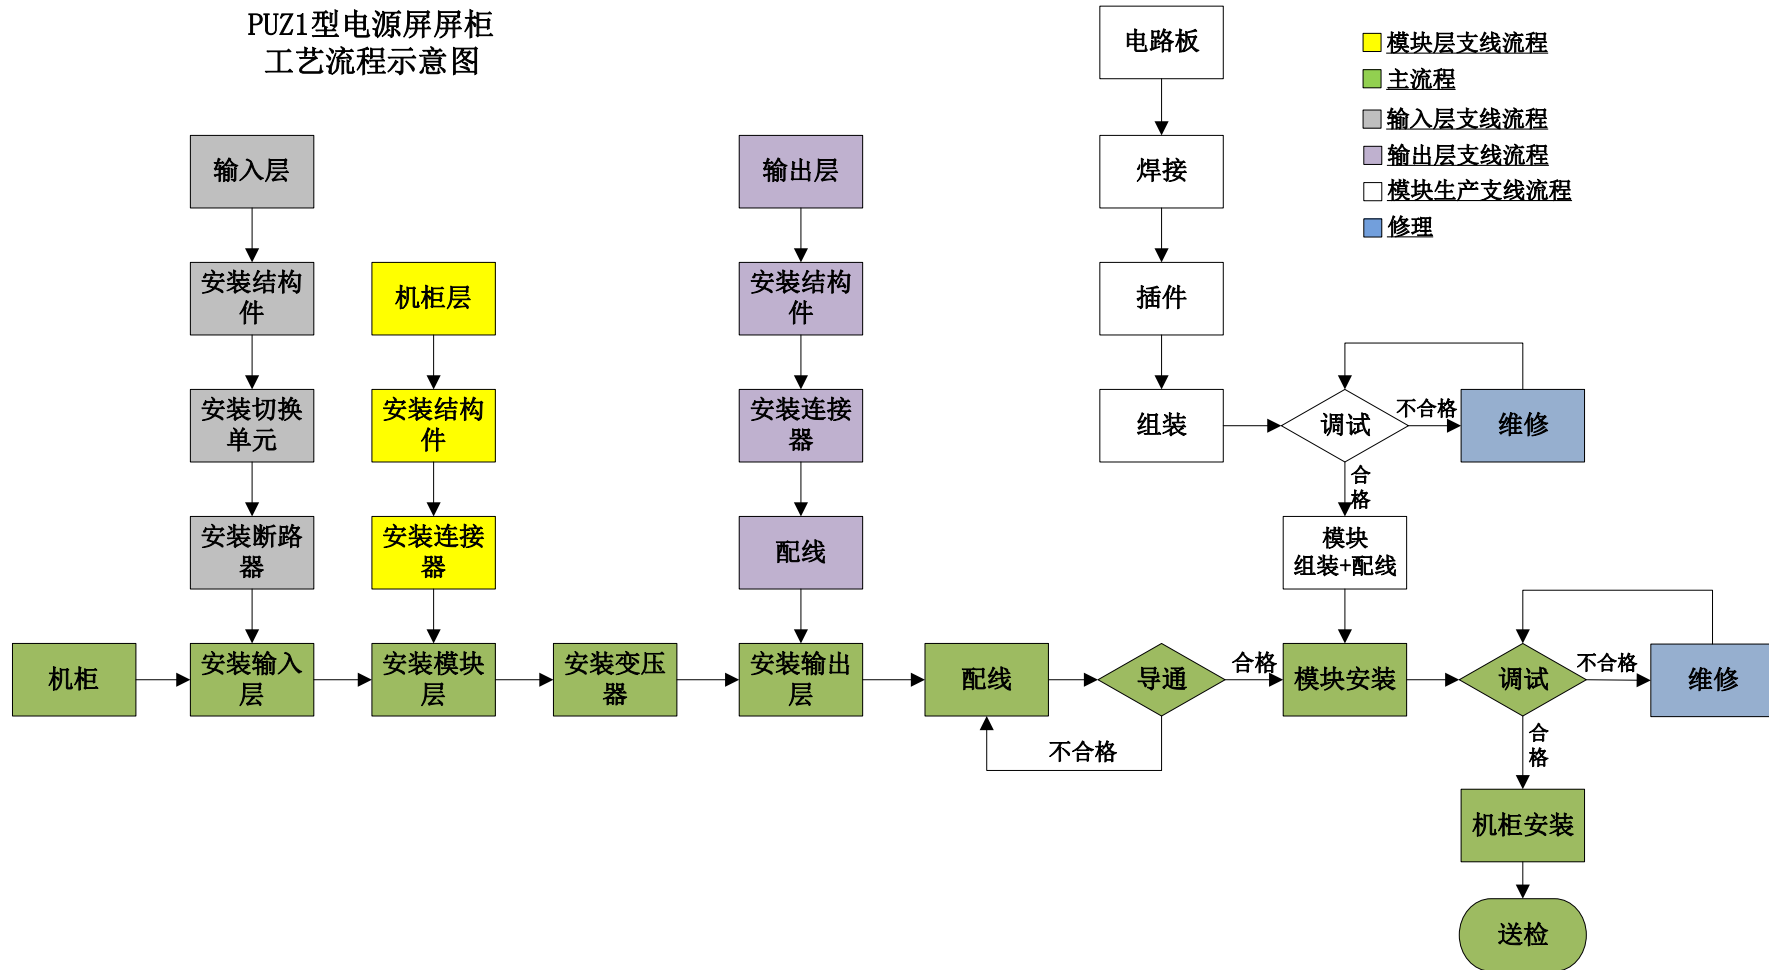 PUZ1型电源屏屏柜
工艺流程示意图
电路板
模块层支线流程
主流程
输入层支线流程
输出层支线流程
模块生产支线流程
修理
输入层
输出层
焊接
安装结构
件
机柜层
安装结构
件
插件
安装切换
单元
安装结构
件
安装连接
器
组装
调试
不合格
维修
合
格
安装断路
器
安装连接
器
配线
模块
组装+配线
机柜
安装输入
层
安装模块
层
安装变压
器
安装输出
层
配线
导通
合格
模块安装
调试
不合格
维修
不合格
合
格
机柜安装
送检